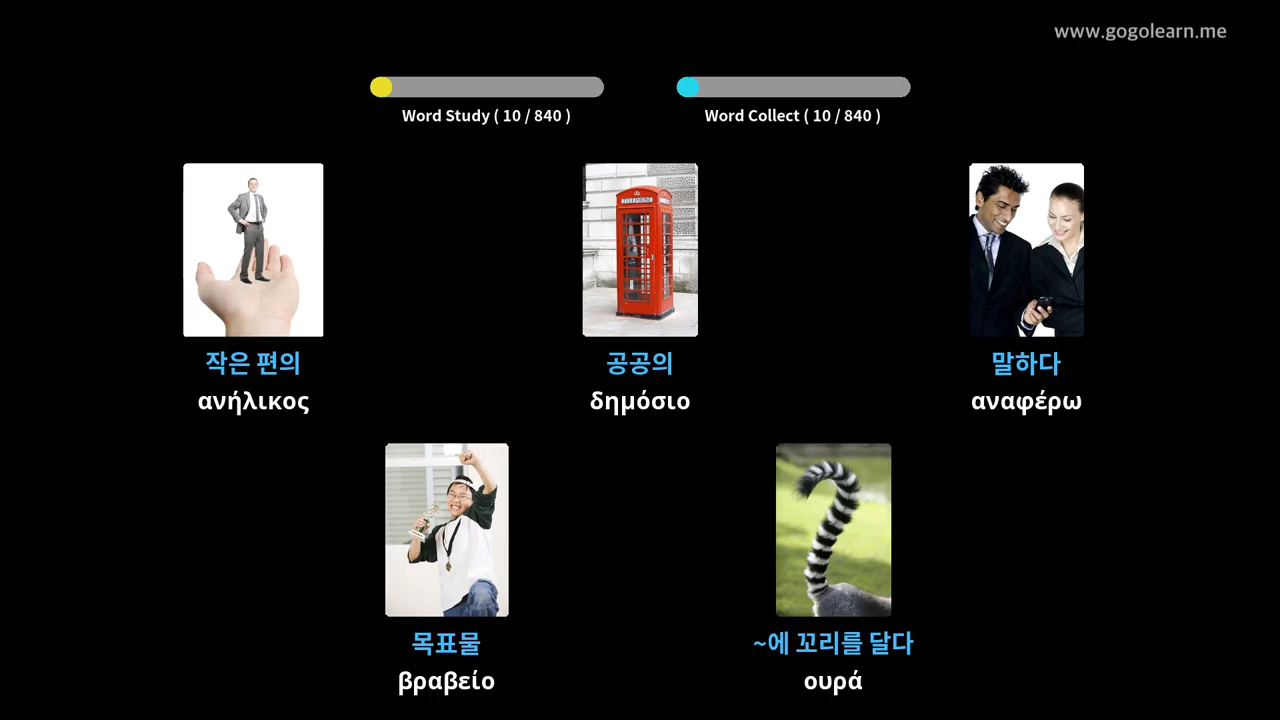 www.gogolearn.me
Word Study ( 10 / 840 )
Word Collect ( 10 / 840 )
TELEPHONE
작은 편의
공공의
말하다
ανήλικος
δημόσιο
αναφέρω
목표물
~에 꼬리를 달다
βραβείο
ουρά